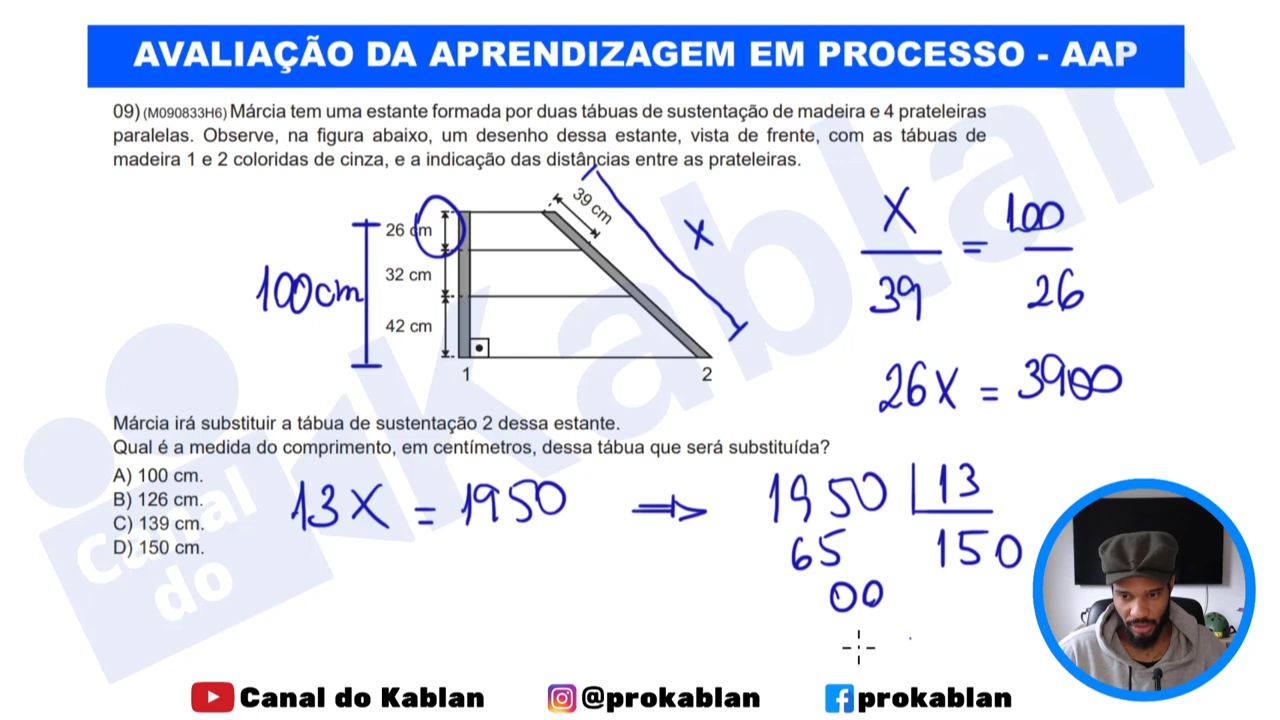 AVALIAÇÃO DA APRENDIZAGEM EM PROCESSO - AAP
09) (M090833H6) Márcia tem uma estante formada por duas tábuas de sustentação de madeira e 4 prateleiras
paralelas. Observe, na figura abaixo, um desenho dessa estante, vista de frente, com as tábuas de
madeira 1 e 2 coloridas de cinza, e a indicação das distâncias entre as prateleiras.
39 cm
26 cm
32 cm
42 cm
1
2
100cm
X
X/39 = 100/26
26X = 3900
Márcia irá substituir a tábua de sustentação 2 dessa estante.
Qual é a medida do comprimento, em centímetros, dessa tábua que será substituída?
A) 100 cm.
B) 126 cm.
C) 139 cm.
D) 150 cm.
13X = 1950 ⇒ 1950 | 13
65 150
00
Canal do Kablan
Canal do Kablan @prokablan prokablan